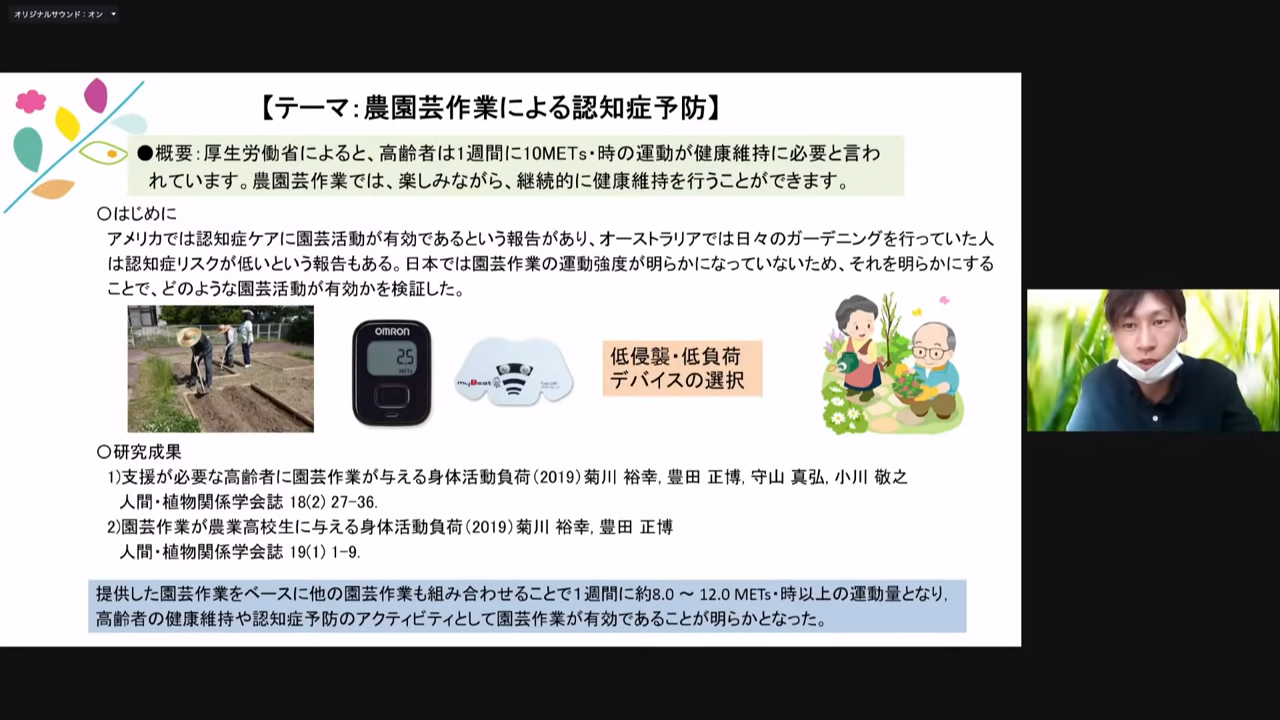 オリジナルサウンド：オン
【テーマ：農園芸作業による認知症予防】
●概要：厚生労働省によると、高齢者は1週間に10METs・時の運動が健康維持に必要と言わ
れています。農園芸作業では、楽しみながら、継続的に健康維持を行うことができます。
〇はじめに
アメリカでは認知症ケアに園芸活動が有効であるという報告があり、オーストラリアでは日々のガーデニングを行っていた人
は認知症リスクが低いという報告もある。日本では園芸作業の運動強度が明らかになっていないため、それを明らかにする
ことで、どのような園芸活動が有効かを検証した。
OMRON
2.5
METs
myBeat
低侵襲・低負荷
デバイスの選択
〇研究成果
1)支援が必要な高齢者に園芸作業が与える身体活動負荷（2019）菊川 裕幸, 豊田 正博, 守山 真弘, 小川 敬之
人間・植物関係学会誌 18(2) 27-36.
2)園芸作業が農業高校生に与える身体活動負荷（2019）菊川 裕幸, 豊田 正博
人間・植物関係学会誌 19(1) 1-9.
提供した園芸作業をベースに他の園芸作業も組み合わせることで１週間に約8.0 ～ 12.0 METs・時以上の運動量となり,
高齢者の健康維持や認知症予防のアクティビティとして園芸作業が有効であることが明らかとなった。